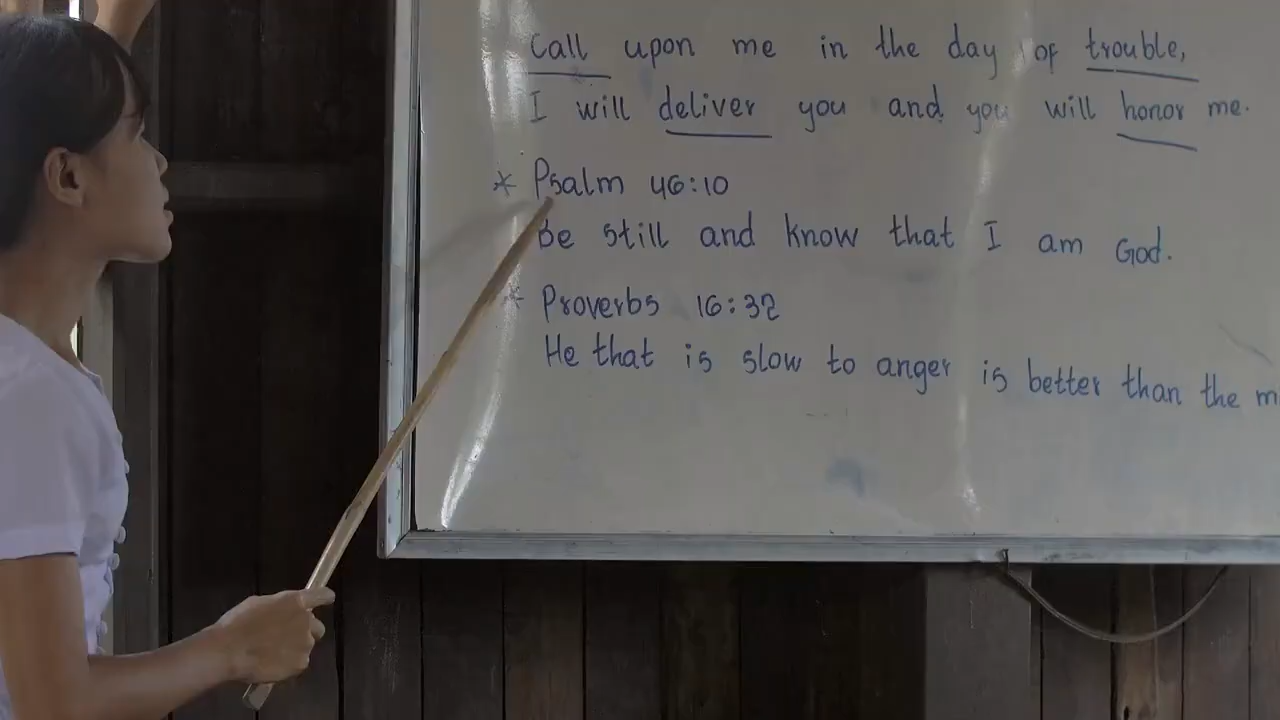 Call upon me in the day of trouble,
I will deliver you and you will honor me.
* Psalm 46:10
Be still and know that I am God.
* Proverbs 16:32
He that is slow to anger is better than the